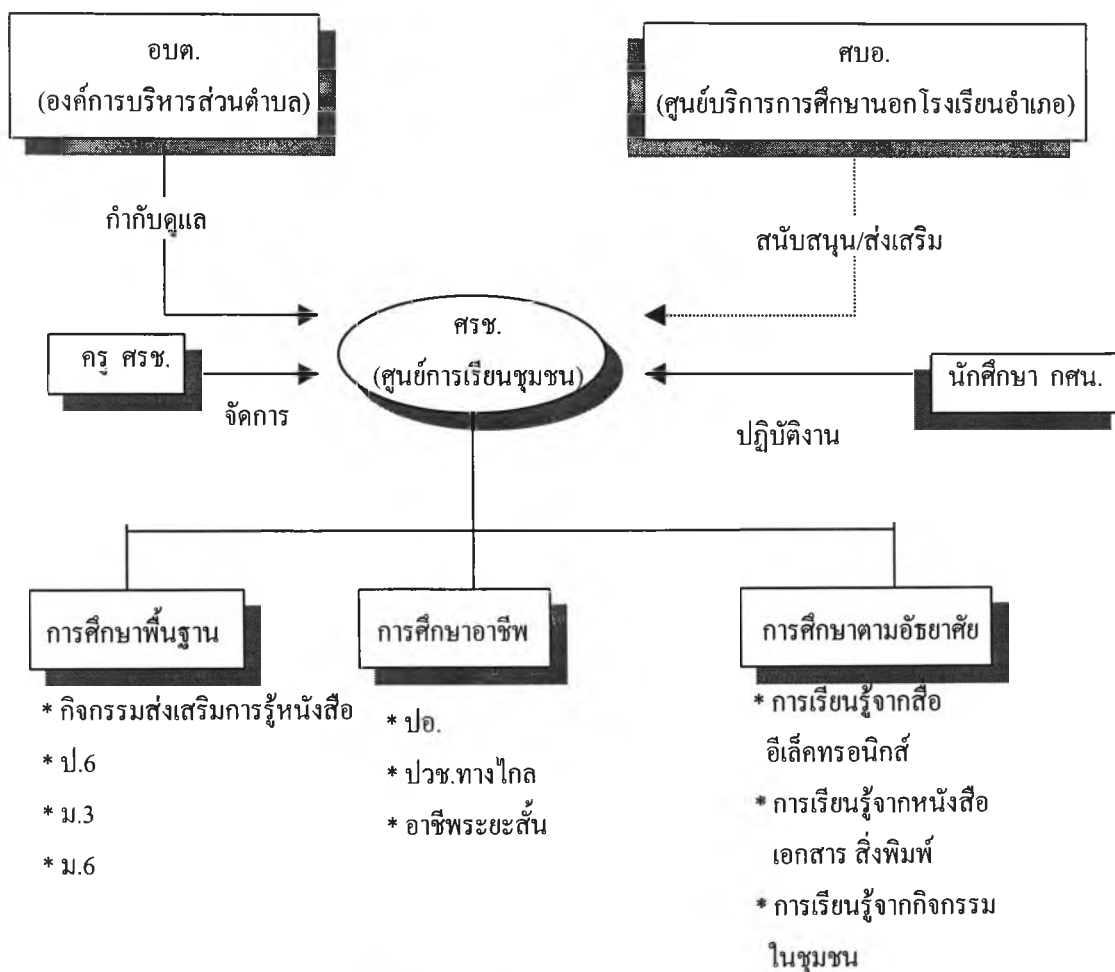 อบต.
(องค์การบริหารส่วนตำบล)
ศบอ.
(ศูนย์บริการการศึกษานอกโรงเรียนอำเภอ)
กำกับดูแล
สนับสนุน/ส่งเสริม
ศรช.
(ศูนย์การเรียนชุมชน)
ครู ศรช.
จัดการ
นักศึกษา กศน.
ปฏิบัติงาน
การศึกษาพื้นฐาน
* กิจกรรมส่งเสริมการรู้หนังสือ
* ป.6
* ม.3
* ม.6
การศึกษาอาชีพ
* ปอ.
* ปวช.ทางไกล
* อาชีพระยะสั้น
การศึกษาตามอัธยาศัย
* การเรียนรู้จากสื่อ
อีเล็คทรอนิกส์
* การเรียนรู้จากหนังสือ
เอกสาร สิ่งพิมพ์
* การเรียนรู้จากกิจกรรม
ในชุมชน